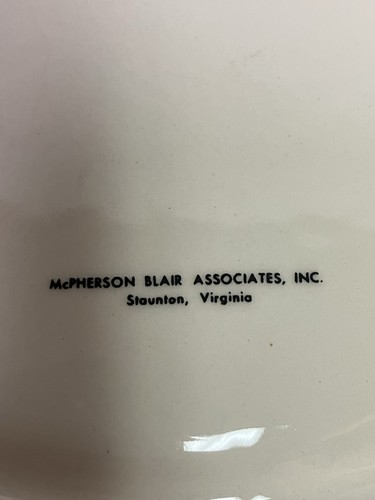 McPHERSON BLAIR ASSOCIATES, INC.
Staunton, Virginia